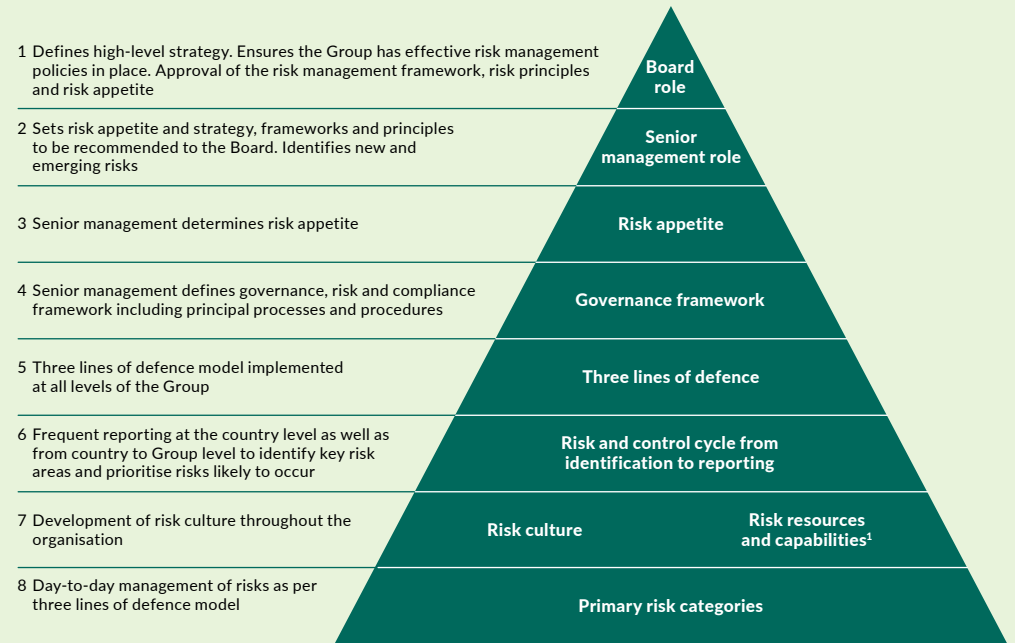 1 Defines high-level strategy. Ensures the Group has effective risk management
policies in place. Approval of the risk management framework, risk principles
and risk appetite
Board
role
2 Sets risk appetite and strategy, frameworks and principles
to be recommended to the Board. Identifies new and
emerging risks
Senior
management role
3 Senior management determines risk appetite
Risk appetite
4 Senior management defines governance, risk and compliance
framework including principal processes and procedures
Governance framework
5 Three lines of defence model implemented
at all levels of the Group
Three lines of defence
6 Frequent reporting at the country level as well as
from country to Group level to identify key risk
areas and prioritise risks likely to occur
Risk and control cycle from
identification to reporting
7 Development of risk culture throughout the
organisation
Risk culture
Risk resources
and capabilities¹
8 Day-to-day management of risks as per
three lines of defence model
Primary risk categories